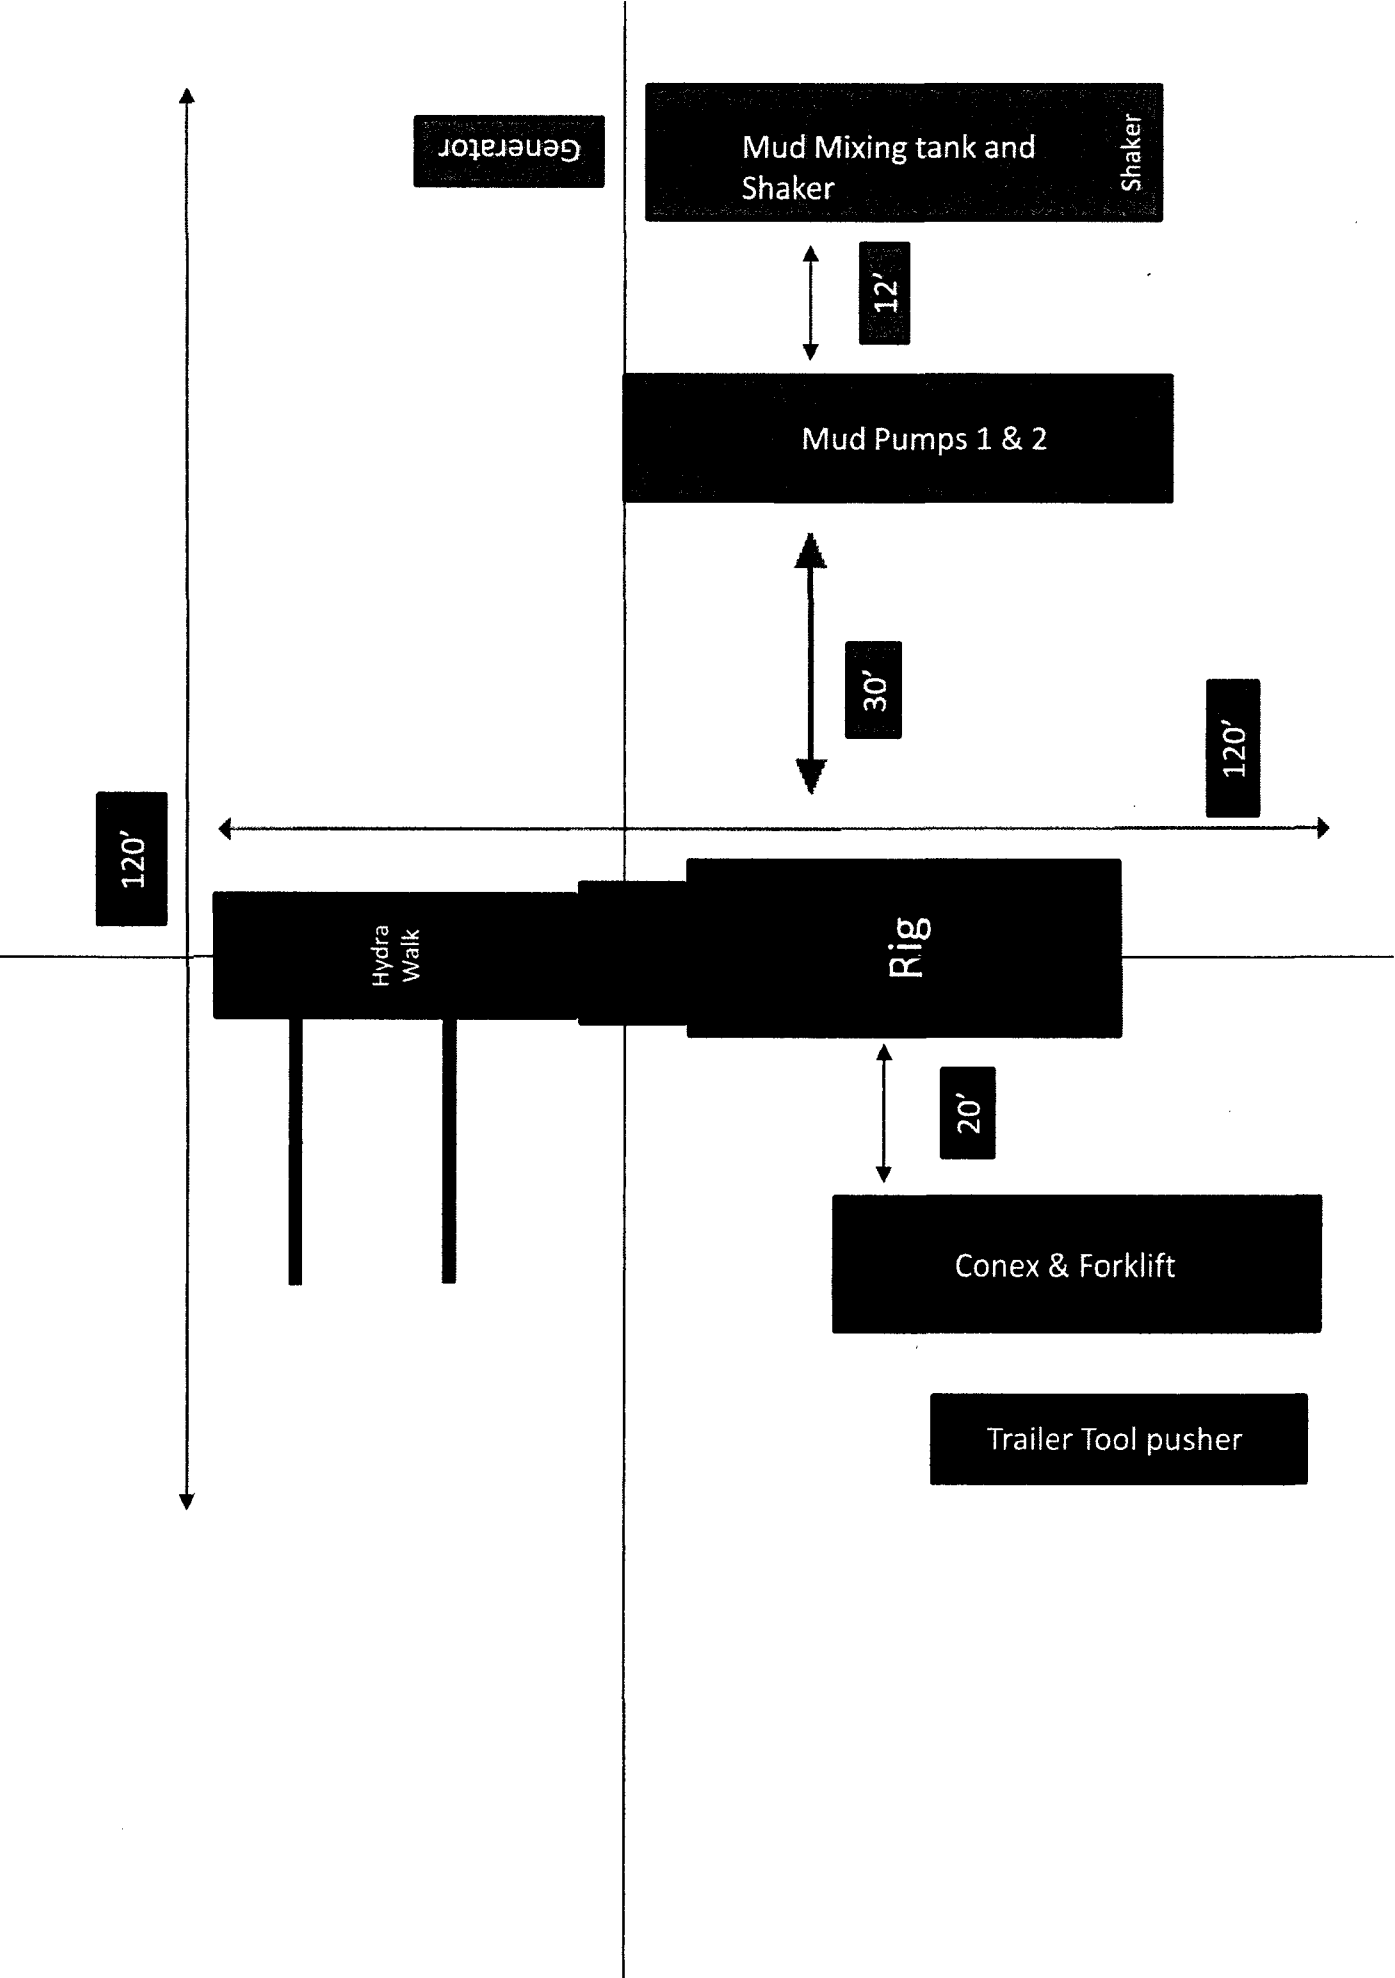 Generator
Mud Mixing tank and
Shaker
Shaker
12'
Mud Pumps 1 & 2
30'
120'
120'
Hydra
Walk
Rig
20'
Conex & Forklift
Trailer Tool pusher